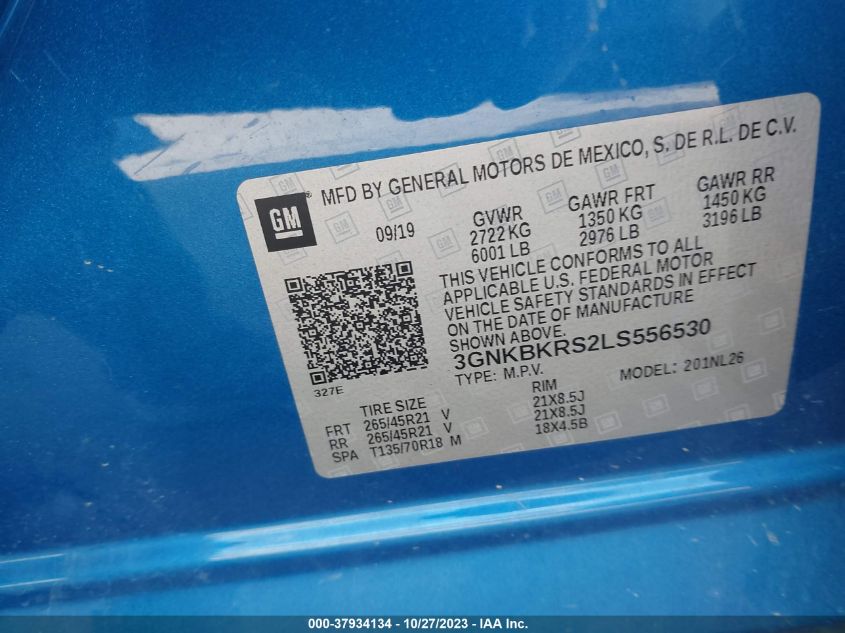 MFD BY GENERAL MOTORS DE MEXICO, S. DE R.L. DE C.V.
GM ®
09/19
GVWR
2722 KG
6001 LB
GAWR FRT
1350 KG
2976 LB
GAWR RR
1450 KG
3196 LB
THIS VEHICLE CONFORMS TO ALL
APPLICABLE U.S. FEDERAL MOTOR
VEHICLE SAFETY STANDARDS IN EFFECT
ON THE DATE OF MANUFACTURE
SHOWN ABOVE.
3GNKBKRS2LS556530
TYPE: M.P.V. MODEL: 201NL26
327E
TIRE SIZE RIM
FRT 265/45R21 V 21X8.5J
RR 265/45R21 V 21X8.5J
SPA T135/70R18 M 18X4.5B
000-37934134 - 10/27/2023 - IAA Inc.